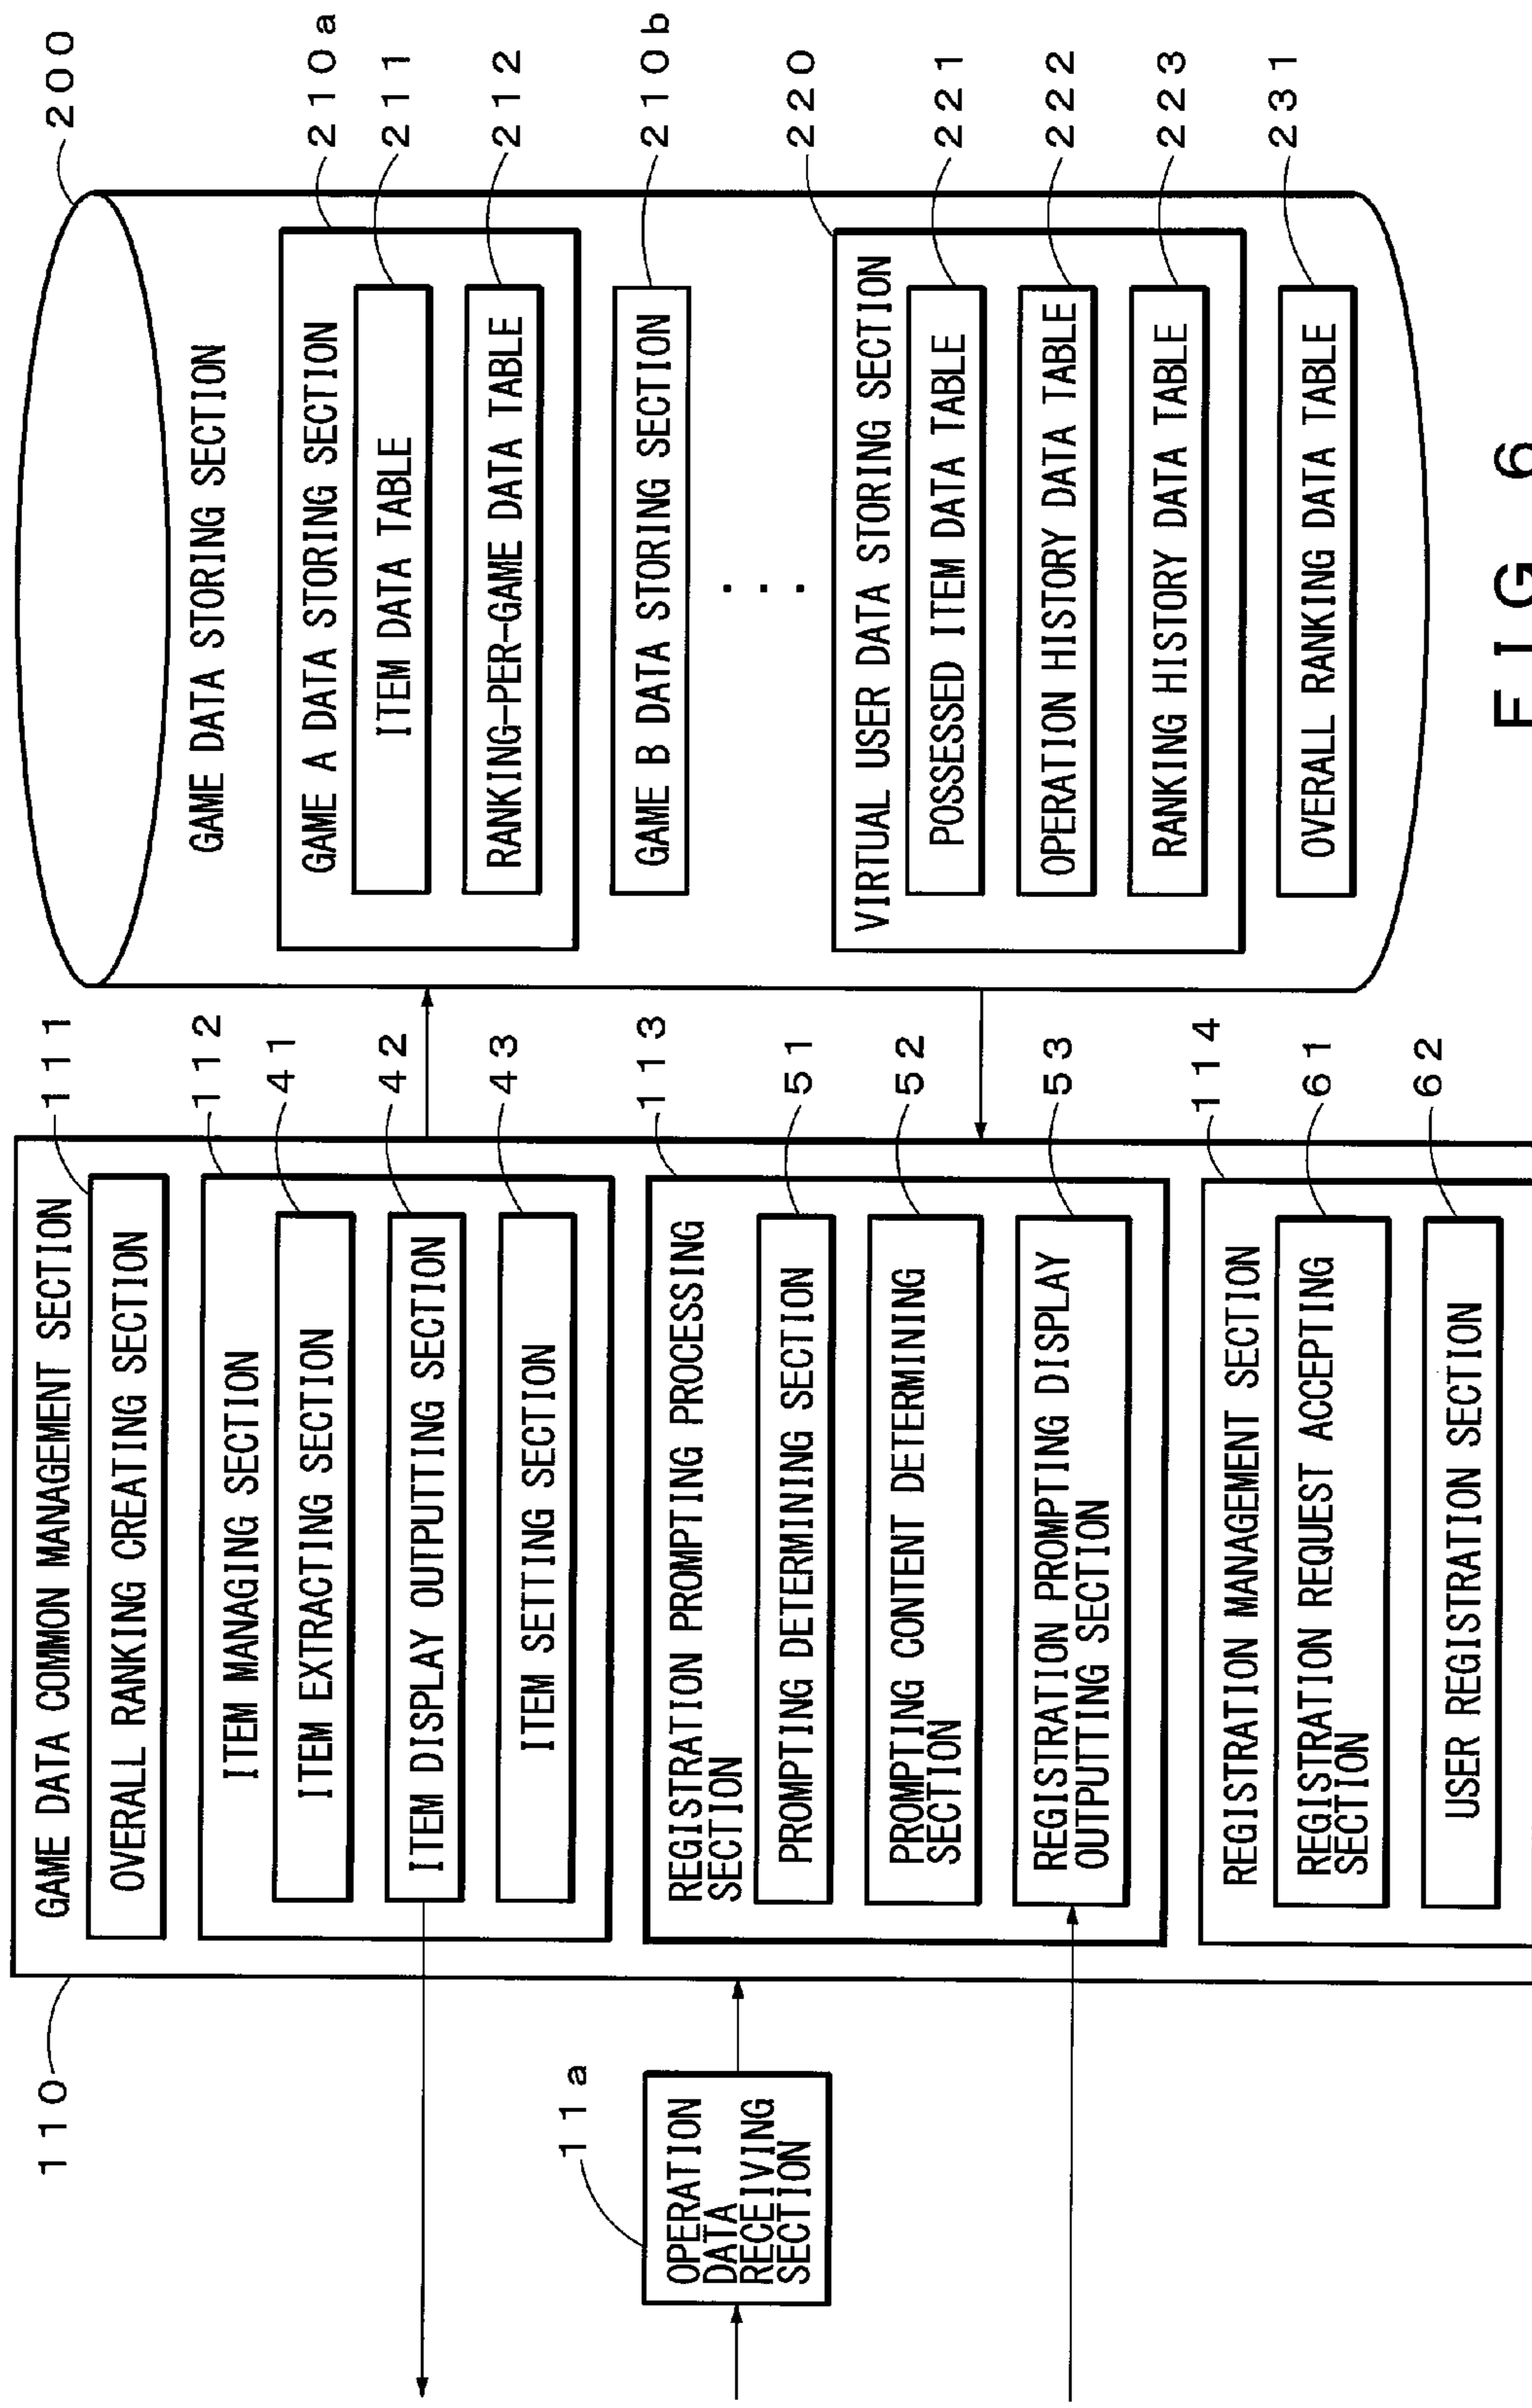 110
GAME DATA COMMON MANAGEMENT SECTION
111
OVERALL RANKING CREATING SECTION
112
ITEM MANAGING SECTION
41
ITEM EXTRACTING SECTION
42
ITEM DISPLAY OUTPUTTING SECTION
43
ITEM SETTING SECTION
113
REGISTRATION PROMPTING PROCESSING
SECTION
51
PROMPTING DETERMINING SECTION
52
PROMPTING CONTENT DETERMINING
SECTION
53
REGISTRATION PROMPTING DISPLAY
OUTPUTTING SECTION
114
REGISTRATION MANAGEMENT SECTION
61
REGISTRATION REQUEST ACCEPTING
SECTION
62
USER REGISTRATION SECTION
11a
OPERATION
DATA
RECEIVING
SECTION
200
GAME DATA STORING SECTION
210a
GAME A DATA STORING SECTION
211
ITEM DATA TABLE
212
RANKING-PER-GAME DATA TABLE
210b
GAME B DATA STORING SECTION
...
220
VIRTUAL USER DATA STORING SECTION
221
POSSESSED ITEM DATA TABLE
222
OPERATION HISTORY DATA TABLE
223
RANKING HISTORY DATA TABLE
231
OVERALL RANKING DATA TABLE
FIG 6